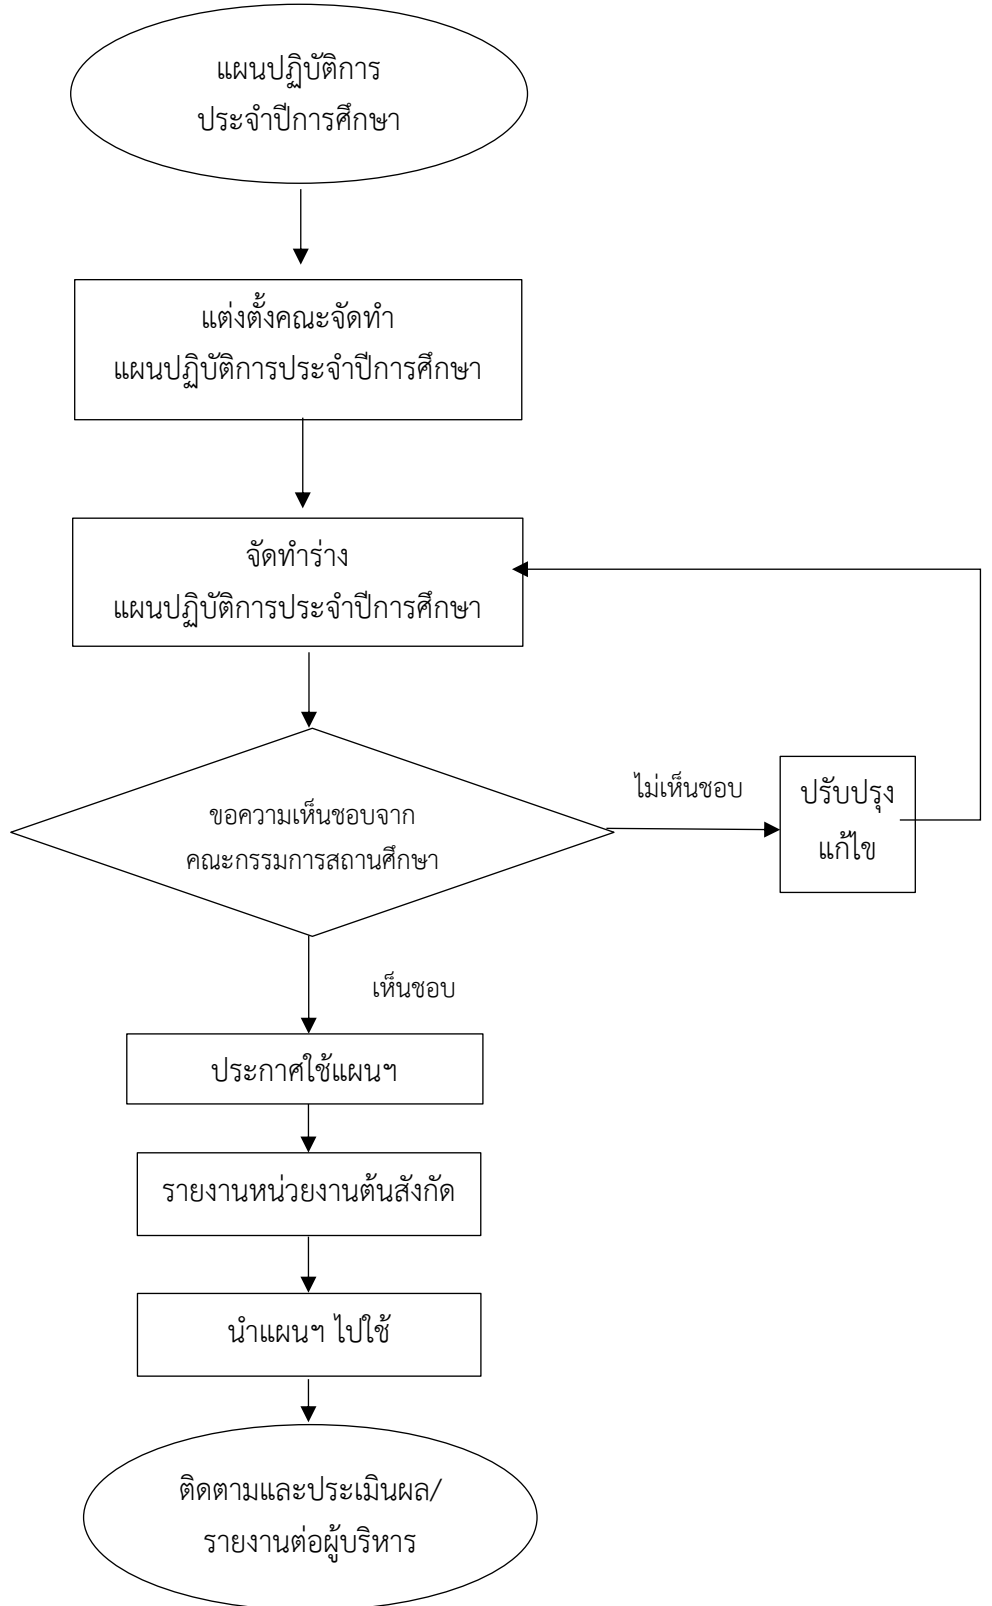 แผนปฏิบัติการ
ประจำปีการศึกษา
แต่งตั้งคณะจัดทำ
แผนปฏิบัติการประจำปีการศึกษา
จัดทำร่าง
แผนปฏิบัติการประจำปีการศึกษา
ขอความเห็นชอบจาก
คณะกรรมการสถานศึกษา
ไม่เห็นชอบ
ปรับปรุง
แก้ไข
เห็นชอบ
ประกาศใช้แผนฯ
รายงานหน่วยงานต้นสังกัด
นำแผนฯ ไปใช้
ติดตามและประเมินผล/
รายงานต่อผู้บริหาร